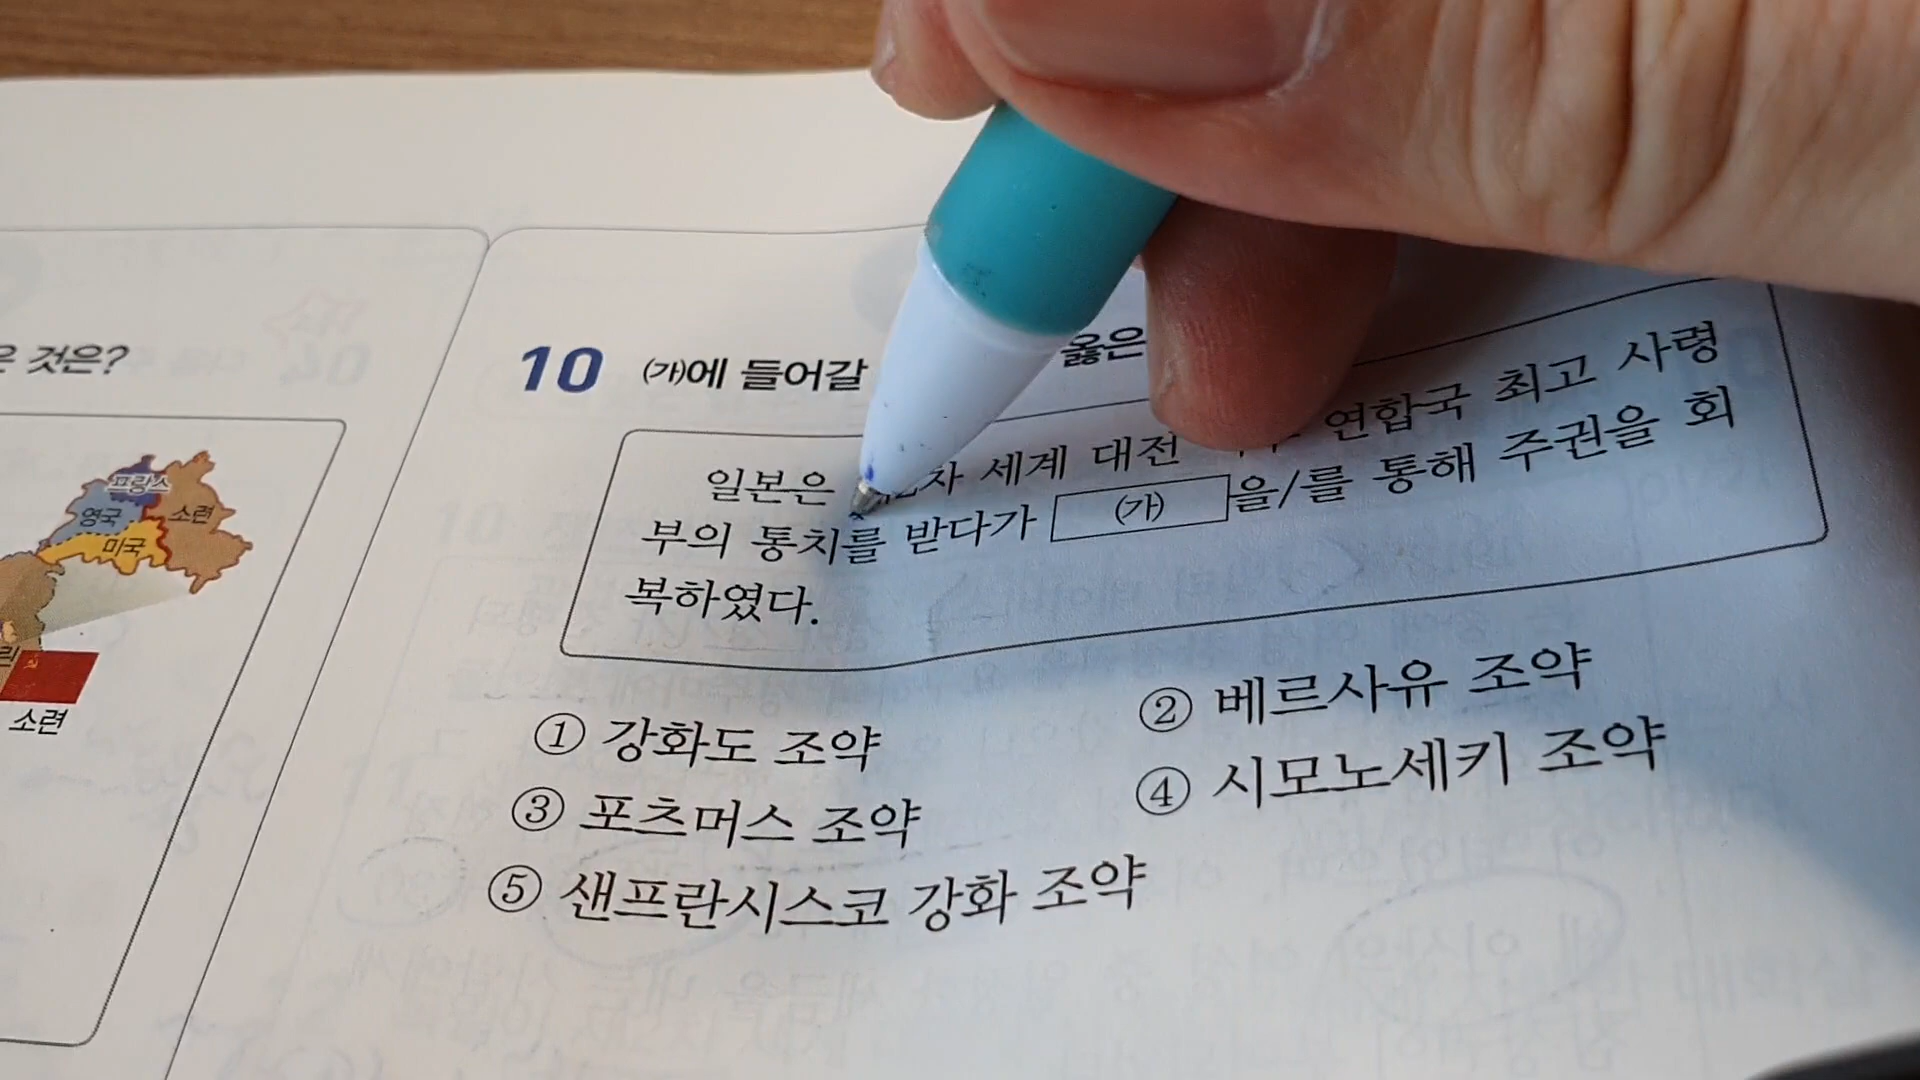 것은?
프랑스
영국
소련
미국
소련
10 (가)에 들어갈 옳은
일본은 차 세계 대전 연합국 최고 사령
부의 통치를 받다가 (가) 을/를 통해 주권을 회
복하였다.
① 강화도 조약
② 베르사유 조약
③ 포츠머스 조약
④ 시모노세키 조약
⑤ 샌프란시스코 강화 조약